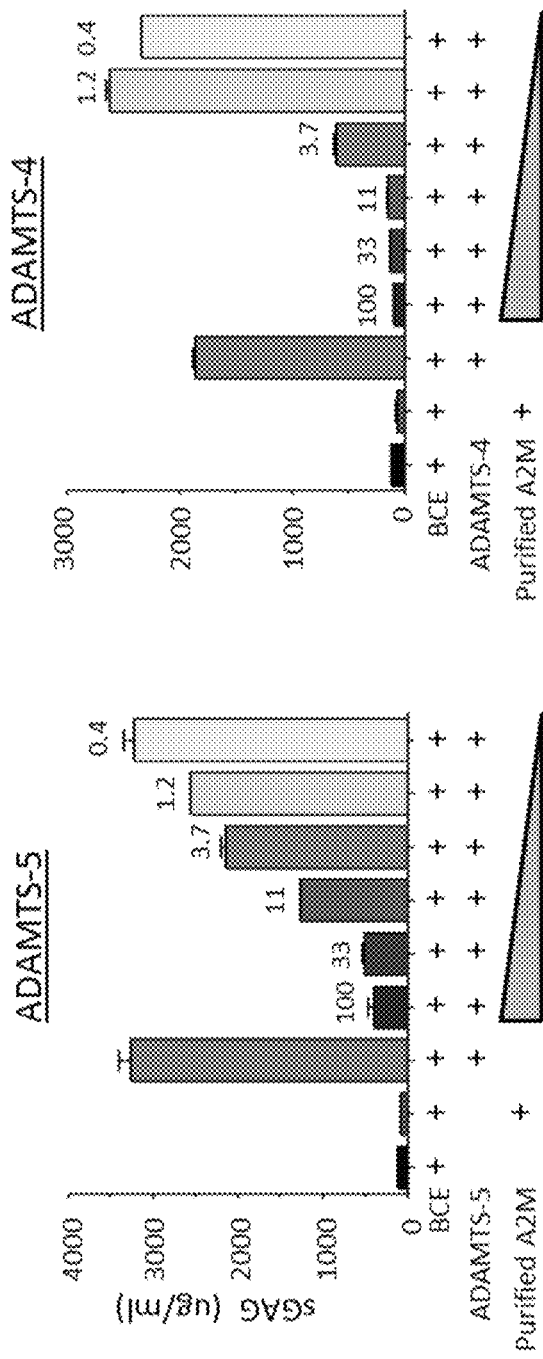 ADAMTS-5
sGAG (ug/ml)
4000
3000
2000
1000
0
100
33
11
3.7
1.2
0.4
BCE + + + + + + + + +
ADAMTS-5 + + + + + + +
Purified A2M +
ADAMTS-4
3000
2000
1000
0
100
33
11
3.7
1.2
0.4
BCE + + + + + + + + +
ADAMTS-4 + + + + + + +
Purified A2M +